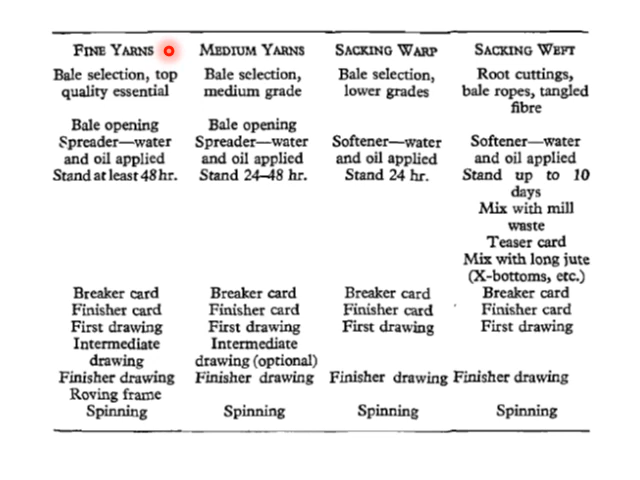 FINE YARNS MEDIUM YARNS SACKING WARP SACKING WEFT
Bale selection, top Bale selection, Bale selection, Root cuttings,
quality essential medium grade lower grades bale ropes, tangled
fibre
Bale opening Bale opening
Spreader—water Spreader—water Softener—water Softener—water
and oil applied and oil applied and oil applied and oil applied
Stand at least 48 hr. Stand 24–48 hr. Stand 24 hr. Stand up to 10
days
Mix with mill
waste
Teaser card
Mix with long jute
(X-bottoms, etc.)
Breaker card Breaker card Breaker card Breaker card
Finisher card Finisher card Finisher card Finisher card
First drawing First drawing First drawing First drawing
Intermediate Intermediate
drawing drawing (optional)
Finisher drawing Finisher drawing Finisher drawing Finisher drawing
Roving frame
Spinning Spinning Spinning Spinning